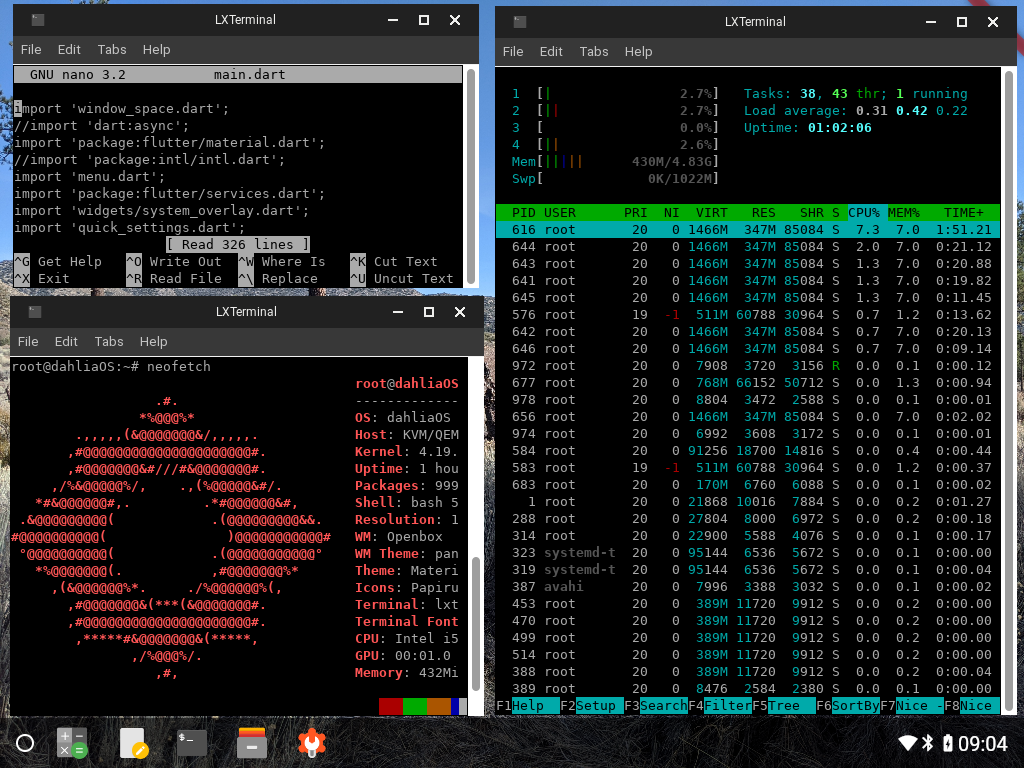 LXTerminal
File Edit Tabs Help
GNU nano 3.2 main.dart
import 'window_space.dart';
//import 'dart:async';
import 'package:flutter/material.dart';
//import 'package:intl/intl.dart';
import 'menu.dart';
import 'package:flutter/services.dart';
import 'widgets/system_overlay.dart';
import 'quick_settings.dart';
[ Read 326 lines ]
^G Get Help ^O Write Out ^W Where Is ^K Cut Text
^X Exit ^R Read File ^\ Replace ^U Uncut Text
LXTerminal
File Edit Tabs Help
root@dahliaOS:~# neofetch
root@dahliaOS
-------------
OS: dahliaOS
Host: KVM/QEM
Kernel: 4.19.
Uptime: 1 hou
Packages: 999
Shell: bash 5
Resolution: 1
WM: Openbox
WM Theme: pan
Theme: Materi
Icons: Papiru
Terminal: lxt
Terminal Font
CPU: Intel i5
GPU: 00:01.0
Memory: 432Mi
LXTerminal
File Edit Tabs Help
1 [| 2.7%] Tasks: 38, 43 thr; 1 running
2 [|| 2.7%] Load average: 0.31 0.42 0.22
3 [ 0.0%] Uptime: 01:02:06
4 [|| 2.6%]
Mem[||||| 430M/4.83G]
Swp[ 0K/1022M]
PID USER PRI NI VIRT RES SHR S CPU% MEM% TIME+
616 root 20 0 1466M 347M 85084 S 7.3 7.0 1:51.21
644 root 20 0 1466M 347M 85084 S 2.0 7.0 0:21.12
643 root 20 0 1466M 347M 85084 S 1.3 7.0 0:20.88
641 root 20 0 1466M 347M 85084 S 1.3 7.0 0:19.82
645 root 20 0 1466M 347M 85084 S 1.3 7.0 0:11.45
576 root 19 -1 511M 60788 30964 S 0.7 1.2 0:13.62
642 root 20 0 1466M 347M 85084 S 0.7 7.0 0:20.13
646 root 20 0 1466M 347M 85084 S 0.7 7.0 0:09.14
972 root 20 0 7908 3720 3156 R 0.0 0.1 0:00.12
677 root 20 0 768M 66152 50712 S 0.0 1.3 0:00.94
978 root 20 0 8804 3472 2588 S 0.0 0.1 0:00.01
656 root 20 0 1466M 347M 85084 S 0.0 7.0 0:02.02
974 root 20 0 6992 3608 3172 S 0.0 0.1 0:00.01
584 root 20 0 91256 18700 14816 S 0.0 0.4 0:00.44
583 root 19 -1 511M 60788 30964 S 0.0 1.2 0:00.37
683 root 20 0 170M 6760 6088 S 0.0 0.1 0:00.02
1 root 20 0 21868 10016 7884 S 0.0 0.2 0:01.27
288 root 20 0 27804 8000 6972 S 0.0 0.2 0:00.18
314 root 20 0 22900 5588 4076 S 0.0 0.1 0:00.17
323 systemd-t 20 0 95144 6536 5672 S 0.0 0.1 0:00.00
319 systemd-t 20 0 95144 6536 5672 S 0.0 0.1 0:00.04
387 avahi 20 0 7996 3388 3032 S 0.0 0.1 0:00.02
453 root 20 0 389M 11720 9912 S 0.0 0.2 0:00.00
470 root 20 0 389M 11720 9912 S 0.0 0.2 0:00.00
499 root 20 0 389M 11720 9912 S 0.0 0.2 0:00.00
514 root 20 0 389M 11720 9912 S 0.0 0.2 0:00.00
388 root 20 0 389M 11720 9912 S 0.0 0.2 0:00.04
389 root 20 0 8476 2584 2380 S 0.0 0.1 0:00.00
F1Help F2Setup F3SearchF4FilterF5Tree F6SortByF7Nice -F8Nice
09:04